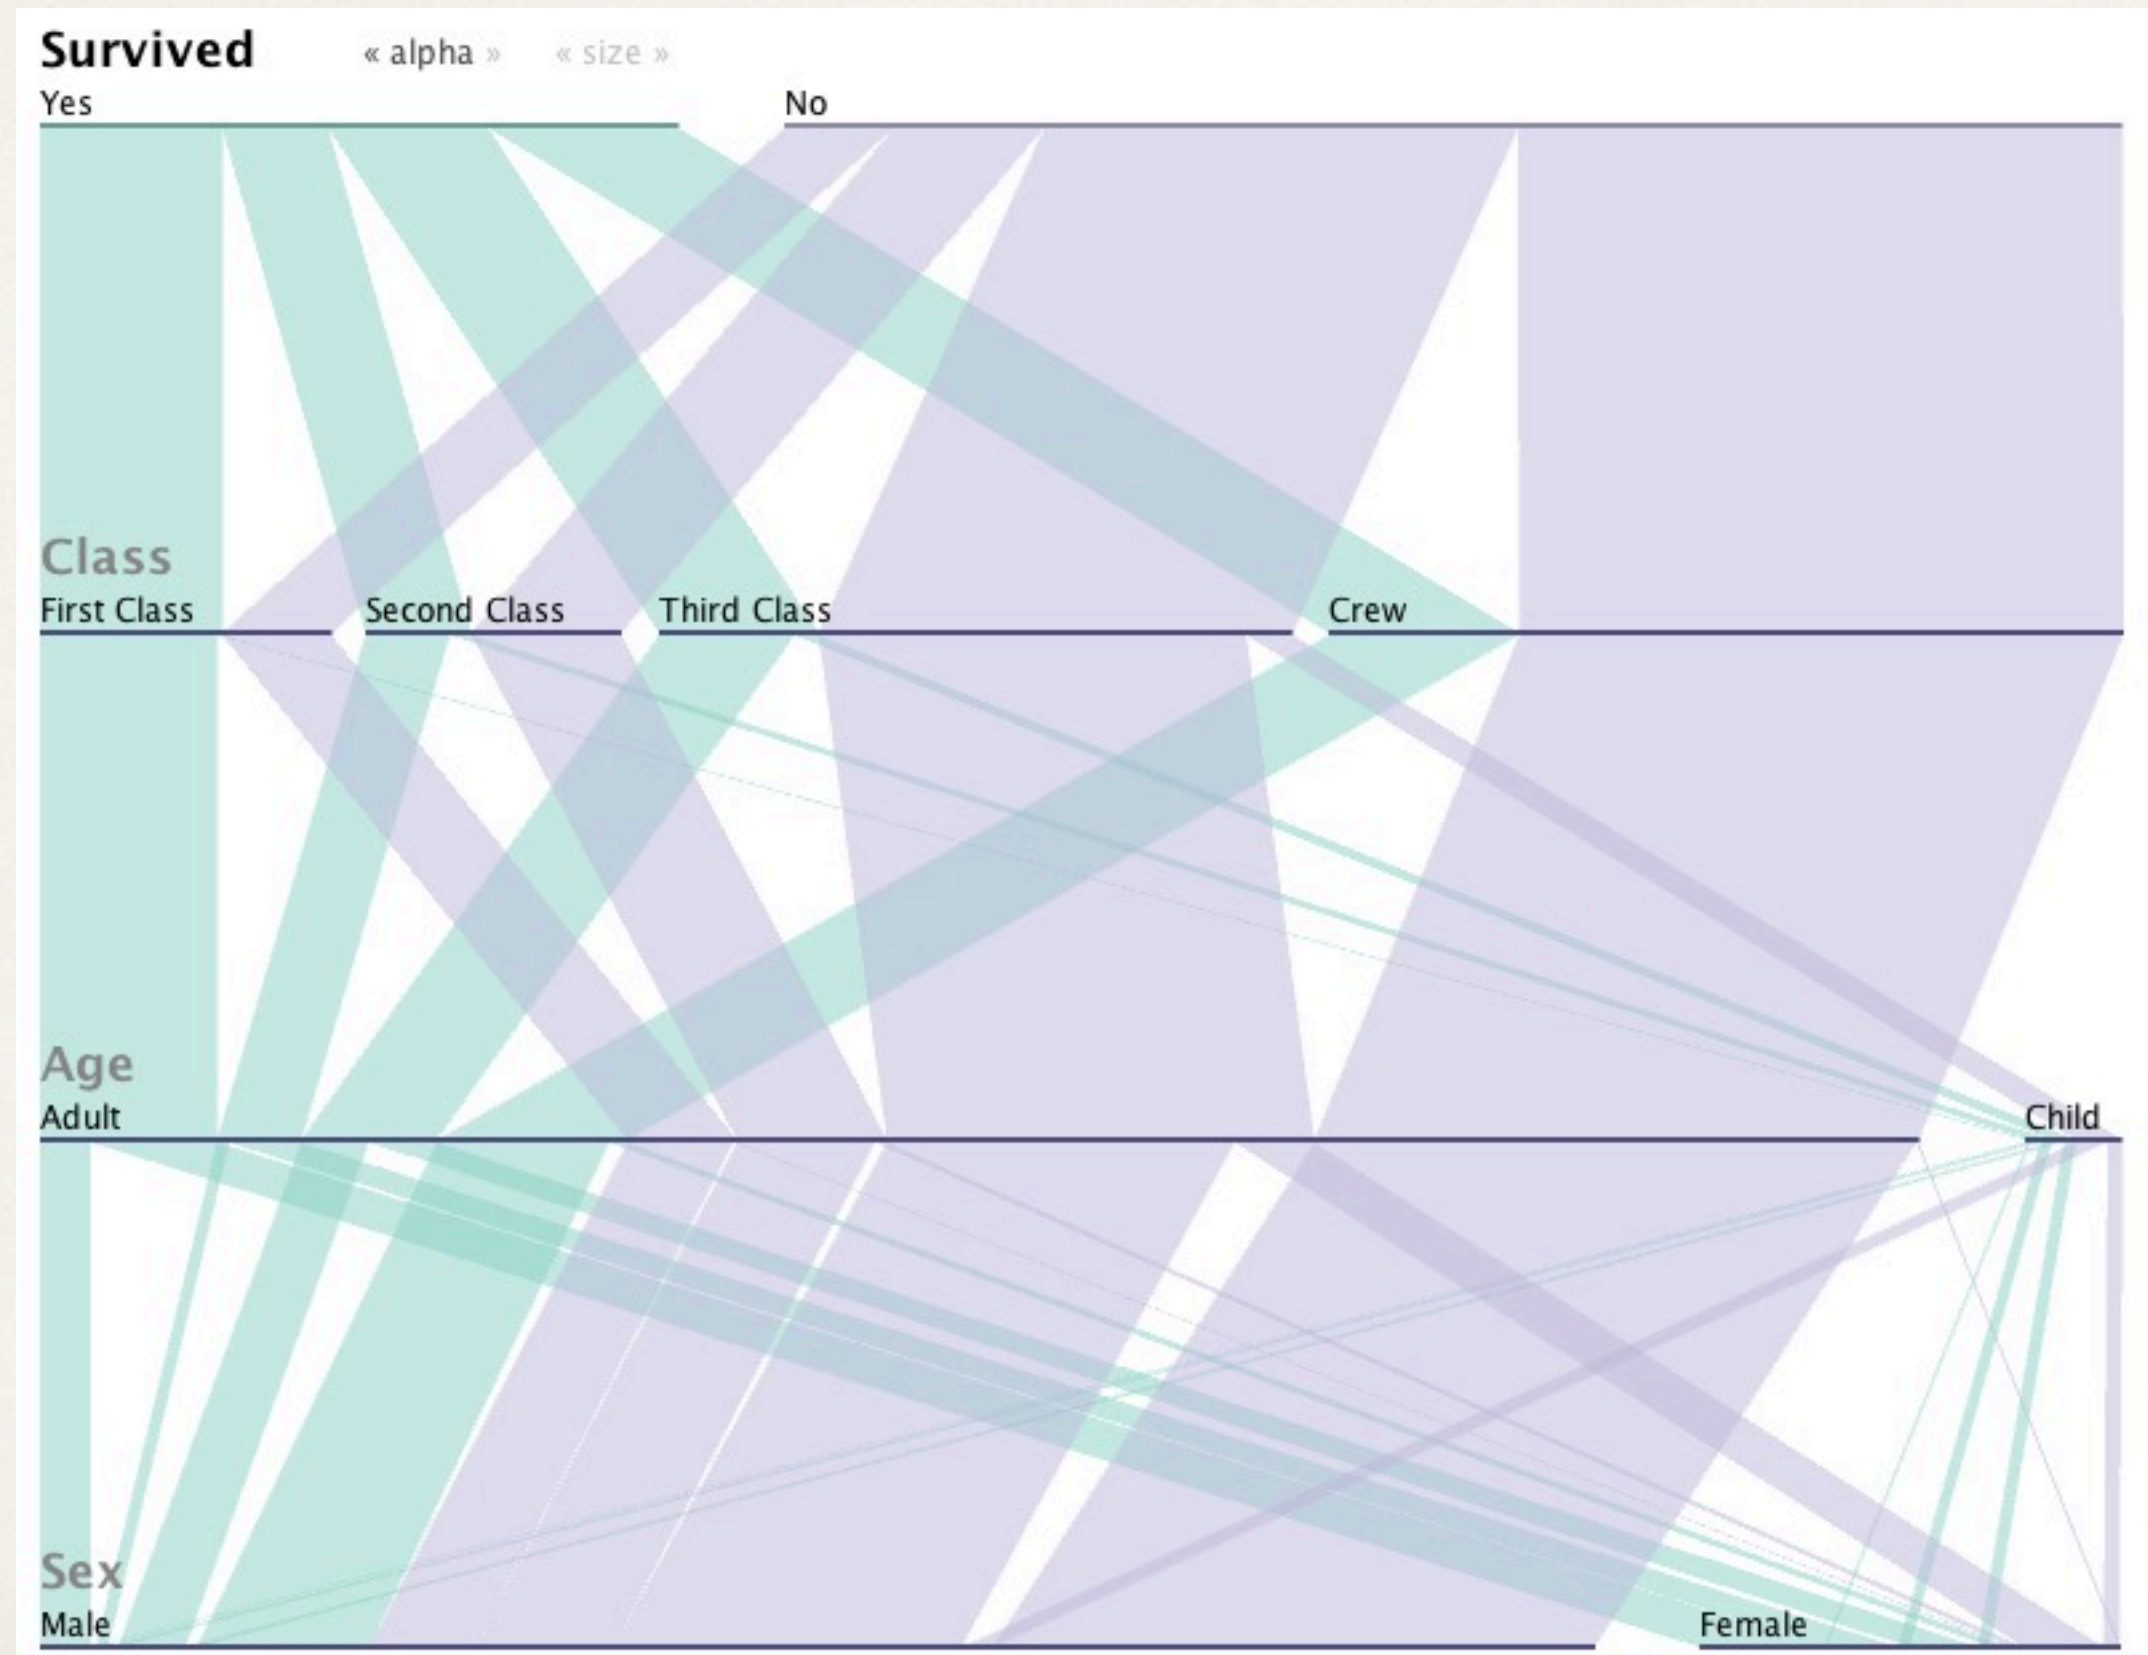 Survived « alpha » « size »
Yes No
Class
First Class Second Class Third Class Crew
Age
Adult Child
Sex
Male Female